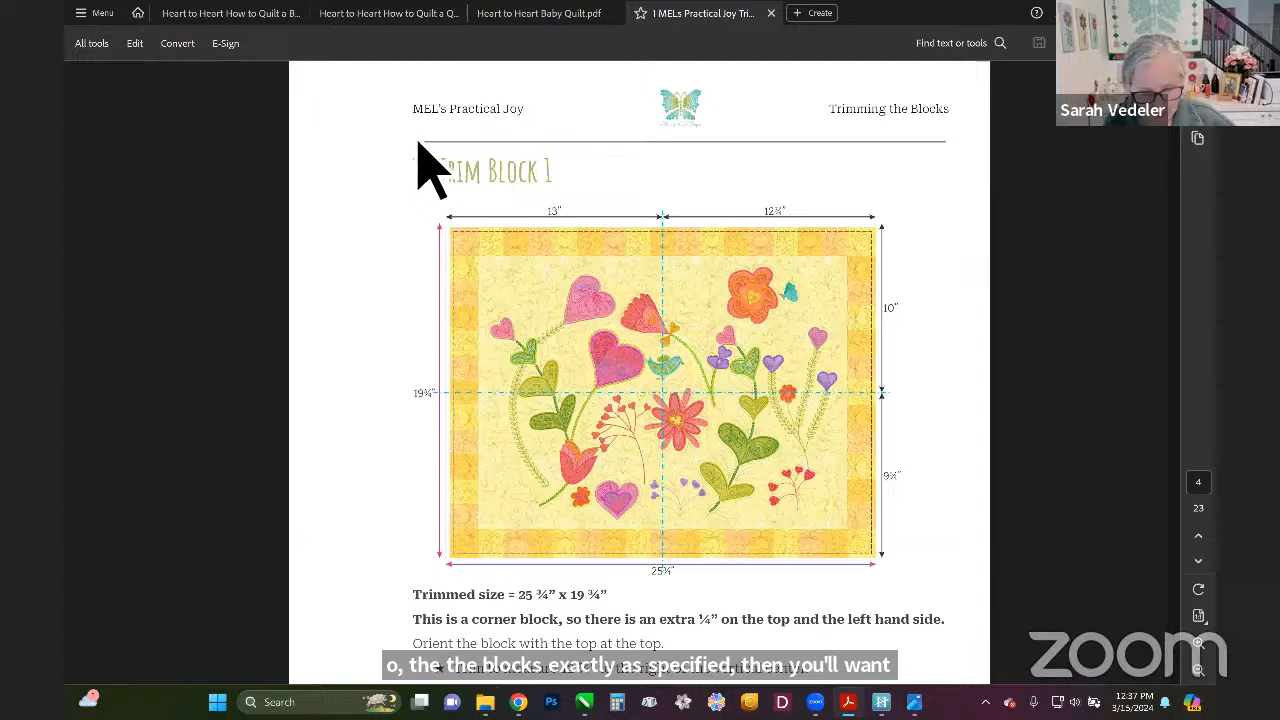 Menu
Heart to Heart How to Quilt a B...
Heart to Heart How to Quilt a Q...
Heart to Heart Baby Quilt.pdf
1 MELs Practical Joy Tri...
Create
All tools
Edit
Convert
E-Sign
Find text or tools
Sarah Vedeler
MEL's Practical Joy
Trimming the Blocks
Trim Block 1
13"
12¾"
10"
19¾"
9¾"
25¾"
4
23
Trimmed size = 25 ¾” x 19 ¾”
This is a corner block, so there is an extra ¼” on the top and the left hand side.
Orient the block with the top at the top.
o, the the blocks exactly as specified, then you'll want
zoom
Search
12:37 PM
3/15/2024